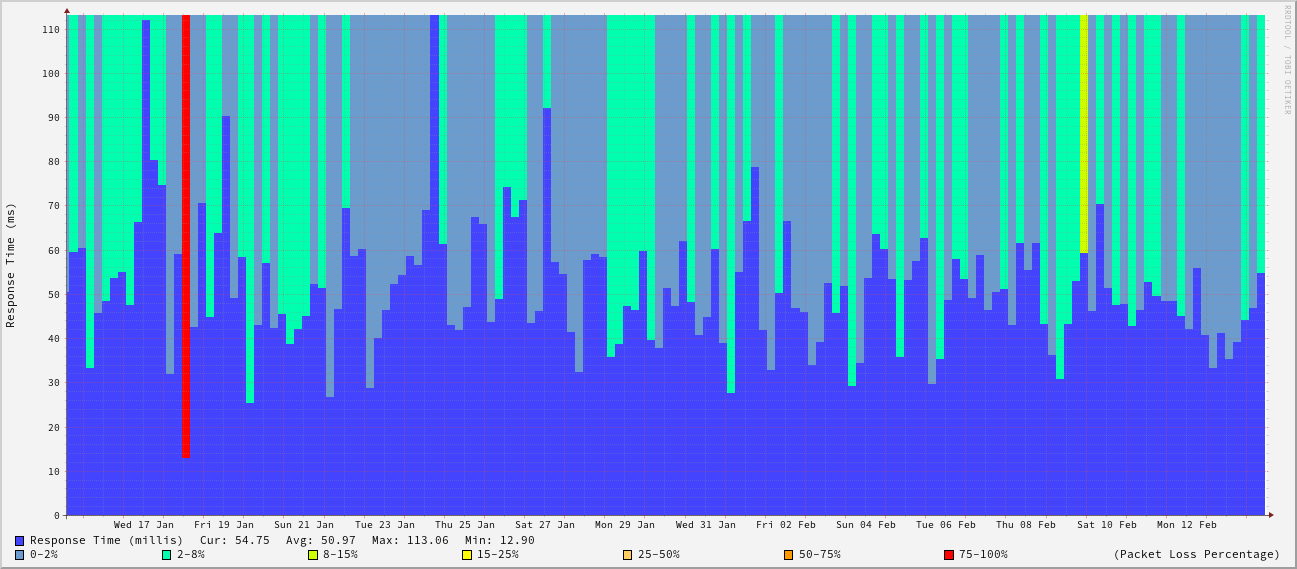 RRDTOOL / TOBI OETIKER
Response Time (ms)
110
100
90
80
70
60
50
40
30
20
10
0
Wed 17 Jan Fri 19 Jan Sun 21 Jan Tue 23 Jan Thu 25 Jan Sat 27 Jan Mon 29 Jan Wed 31 Jan Fri 02 Feb Sun 04 Feb Tue 06 Feb Thu 08 Feb Sat 10 Feb Mon 12 Feb
Response Time (millis) Cur: 54.75 Avg: 50.97 Max: 113.06 Min: 12.90
0-2% 2-8% 8-15% 15-25% 25-50% 50-75% 75-100% (Packet Loss Percentage)